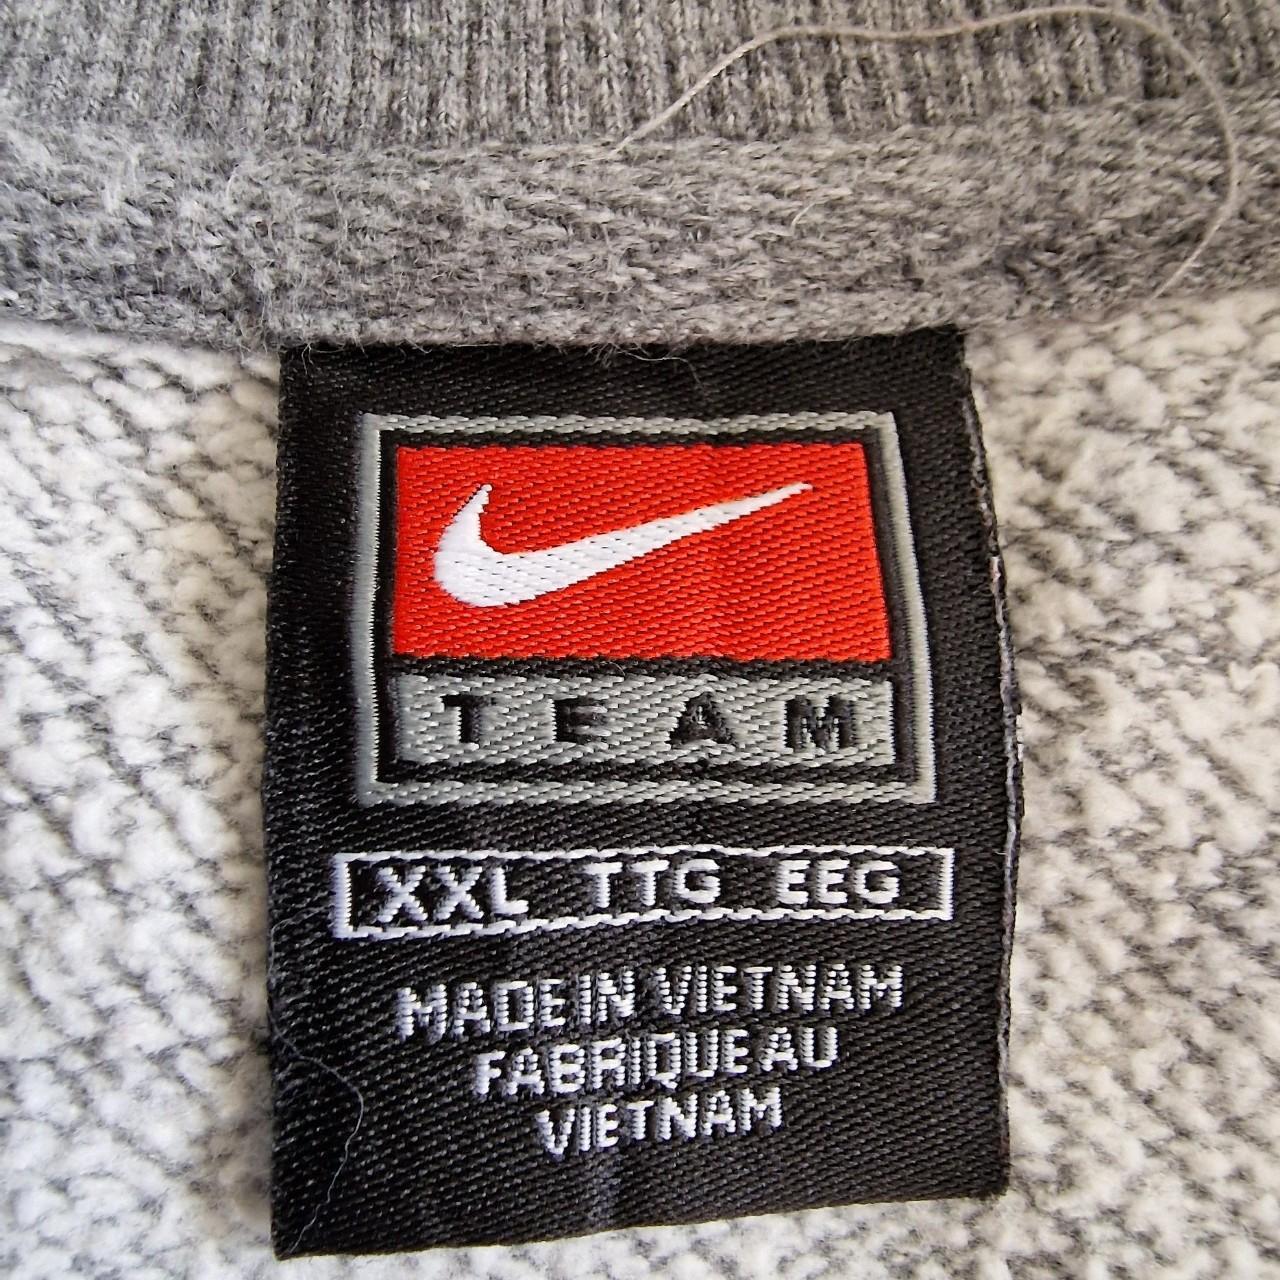 TEAM
XXL TTG EEG
MADE IN VIETNAM
FABRIQUE AU
VIETNAM